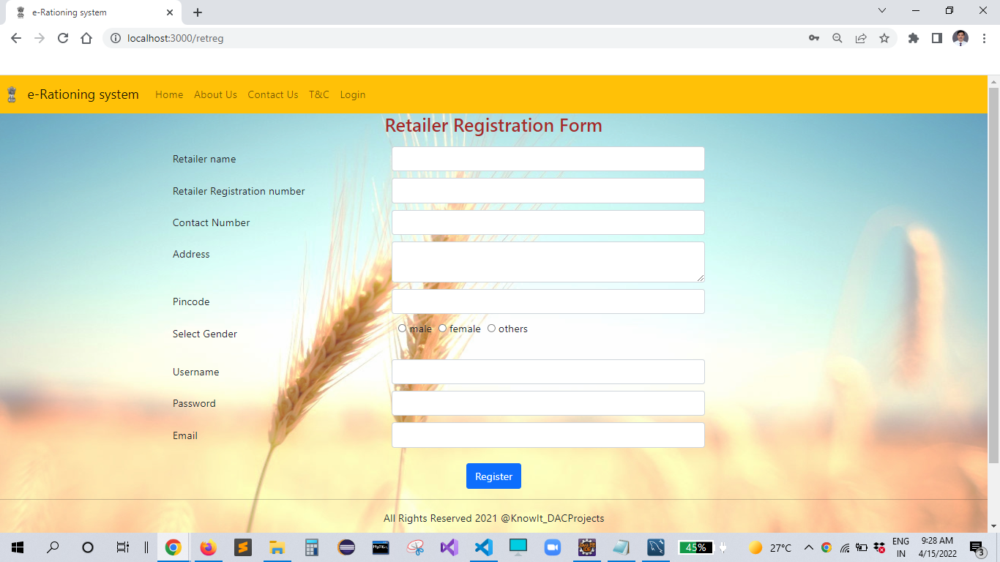 e-Rationing system
localhost:3000/retreg
e-Rationing system Home About Us Contact Us T&C Login
Retailer Registration Form
Retailer name
Retailer Registration number
Contact Number
Address
Pincode
Select Gender male female others
Username
Password
Email
Register
All Rights Reserved 2021 @KnowIt_DACProjects
45% 27°C ENG IN 9:28 AM 4/15/2022 3